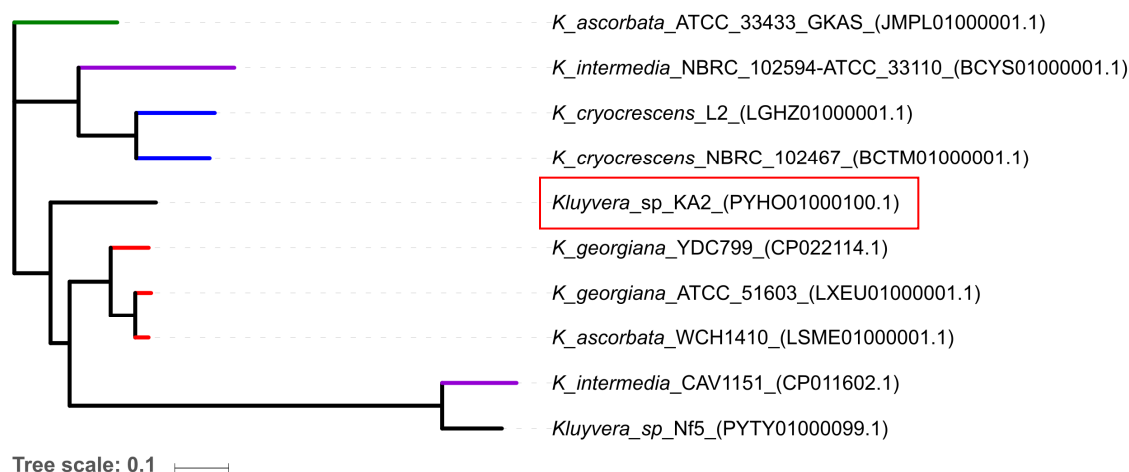 K_ascorbata_ATCC_33433_GKAS_(JMPL01000001.1)
K_intermedia_NBRC_102594-ATCC_33110_(BCYS01000001.1)
K_cryocrescens_L2_(LGHZ01000001.1)
K_cryocrescens_NBRC_102467_(BCTM01000001.1)
Kluyvera_sp_KA2_(PYHO01000100.1)
K_georgiana_YDC799_(CP022114.1)
K_georgiana_ATCC_51603_(LXEU01000001.1)
K_ascorbata_WCH1410_(LSME01000001.1)
K_intermedia_CAV1151_(CP011602.1)
Kluyvera_sp_Nf5_(PYTY01000099.1)
Tree scale: 0.1